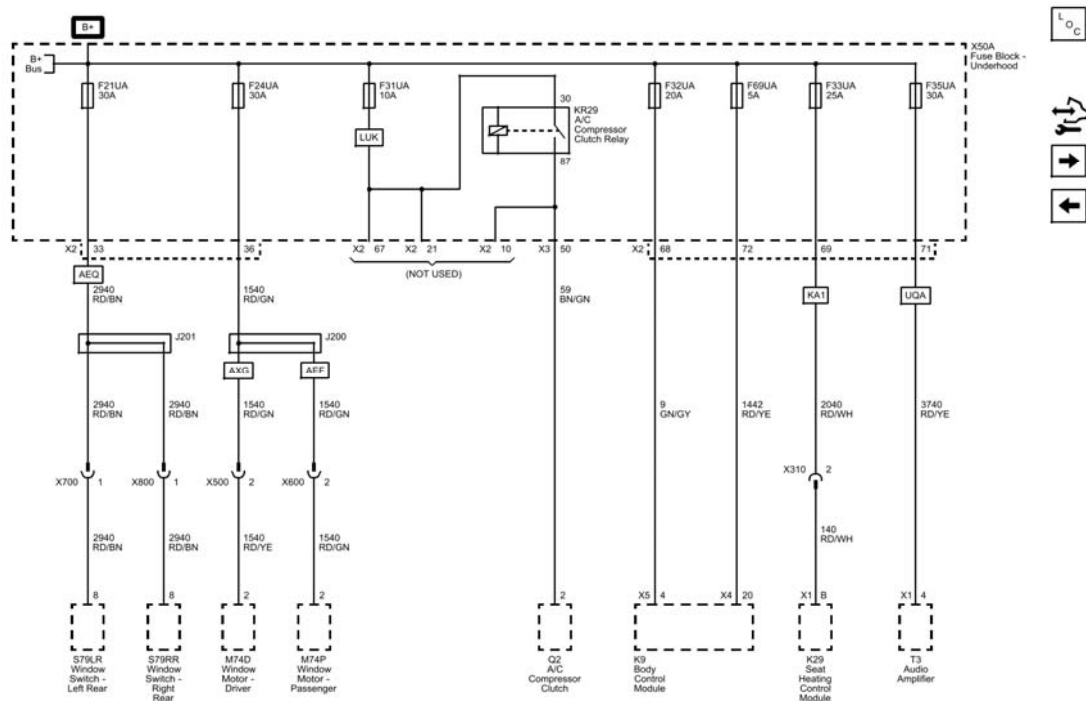 B+
L
O
C
B+
Bus
X50A
Fuse Block -
Underhood
F21UA
30A
F24UA
30A
F31UA
10A
30
KR29
A/C
Compressor
Clutch Relay
87
F32UA
20A
F69UA
5A
F33UA
25A
F35UA
30A
LUK
X2 33
36
X2 67
X2 21
X2 10
X3 50
X2 68
72
69
71
(NOT USED)
AEQ
KA1
UQA
2940
RD/BN
1540
RD/GN
59
BN/GN
J201
J200
AXG
AEF
2940
RD/BN
2940
RD/BN
1540
RD/GN
1540
RD/GN
9
GN/GY
1442
RD/YE
2040
RD/WH
3740
RD/YE
X700 1
X800 1
X500 2
X600 2
X310 2
2940
RD/BN
2940
RD/BN
1540
RD/YE
1540
RD/GN
140
RD/WH
8
8
2
2
2
X5 4
X4 20
X1 B
X1 4
S79LR
Window
Switch -
Left Rear
S79RR
Window
Switch -
Right
Rear
M74D
Window
Motor -
Driver
M74P
Window
Motor -
Passenger
Q2
A/C
Compressor
Clutch
K9
Body
Control
Module
K29
Seat
Heating
Control
Module
T3
Audio
Amplifier